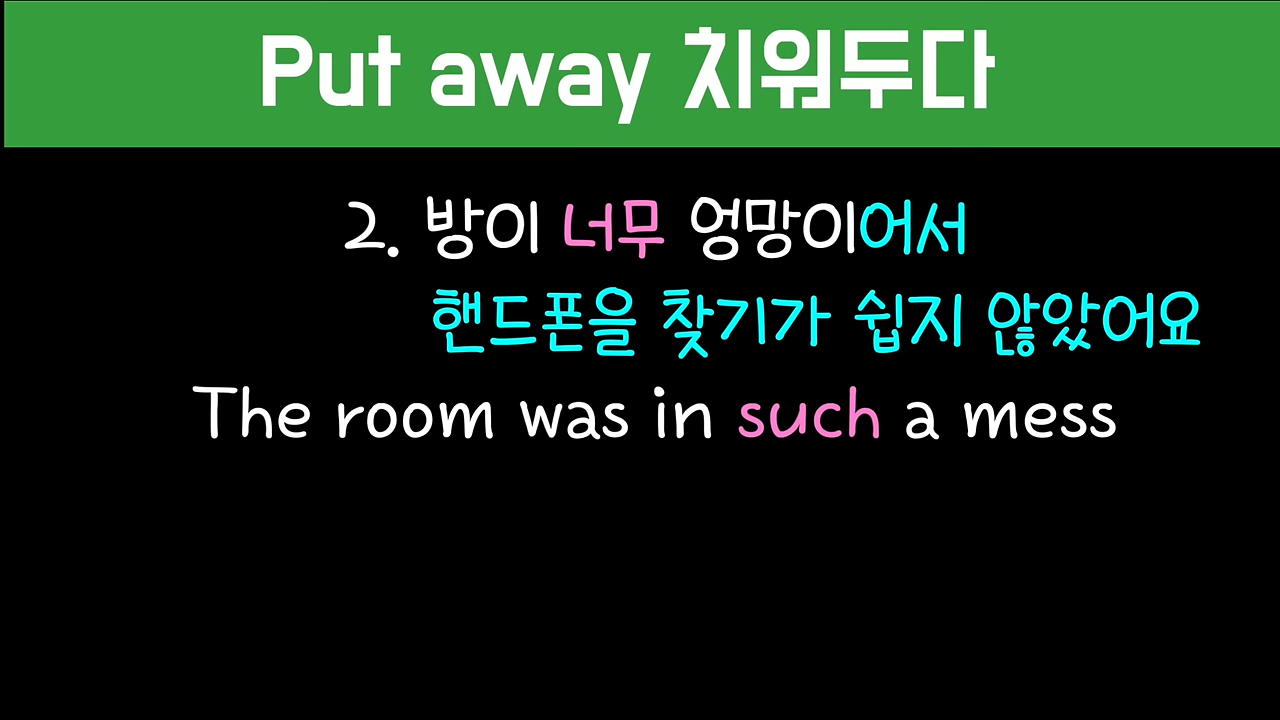 Put away 치워두다
2. 방이 너무 엉망이어서
핸드폰을 찾기가 쉽지 않았어요
The room was in such a mess